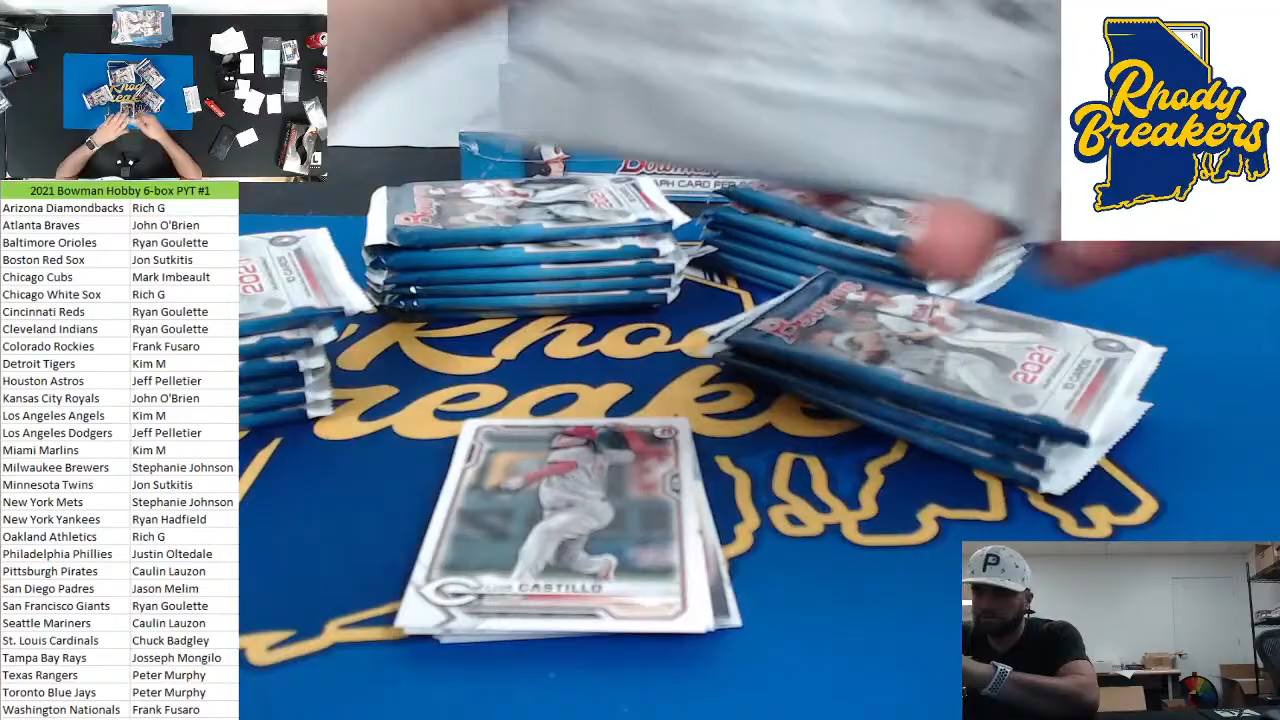 2021 Bowman Hobby 6-box PYT #1
Arizona Diamondbacks Rich G
Atlanta Braves John O'Brien
Baltimore Orioles Ryan Goulette
Boston Red Sox Jon Sutkitis
Chicago Cubs Mark Imbeault
Chicago White Sox Rich G
Cincinnati Reds Ryan Goulette
Cleveland Indians Ryan Goulette
Colorado Rockies Frank Fusaro
Detroit Tigers Kim M
Houston Astros Jeff Pelletier
Kansas City Royals John O'Brien
Los Angeles Angels Kim M
Los Angeles Dodgers Jeff Pelletier
Miami Marlins Kim M
Milwaukee Brewers Stephanie Johnson
Minnesota Twins Jon Sutkitis
New York Mets Stephanie Johnson
New York Yankees Ryan Hadfield
Oakland Athletics Rich G
Philadelphia Phillies Justin Oltedale
Pittsburgh Pirates Caulin Lauzon
San Diego Padres Jason Melim
San Francisco Giants Ryan Goulette
Seattle Mariners Caulin Lauzon
St. Louis Cardinals Chuck Badgley
Tampa Bay Rays Josseph Mongilo
Texas Rangers Peter Murphy
Toronto Blue Jays Peter Murphy
Washington Nationals Frank Fusaro
Rhody
Breakers
1/1
RI
Bowman
Bowman
2021
10 CARDS
2021
CASTILLO
P